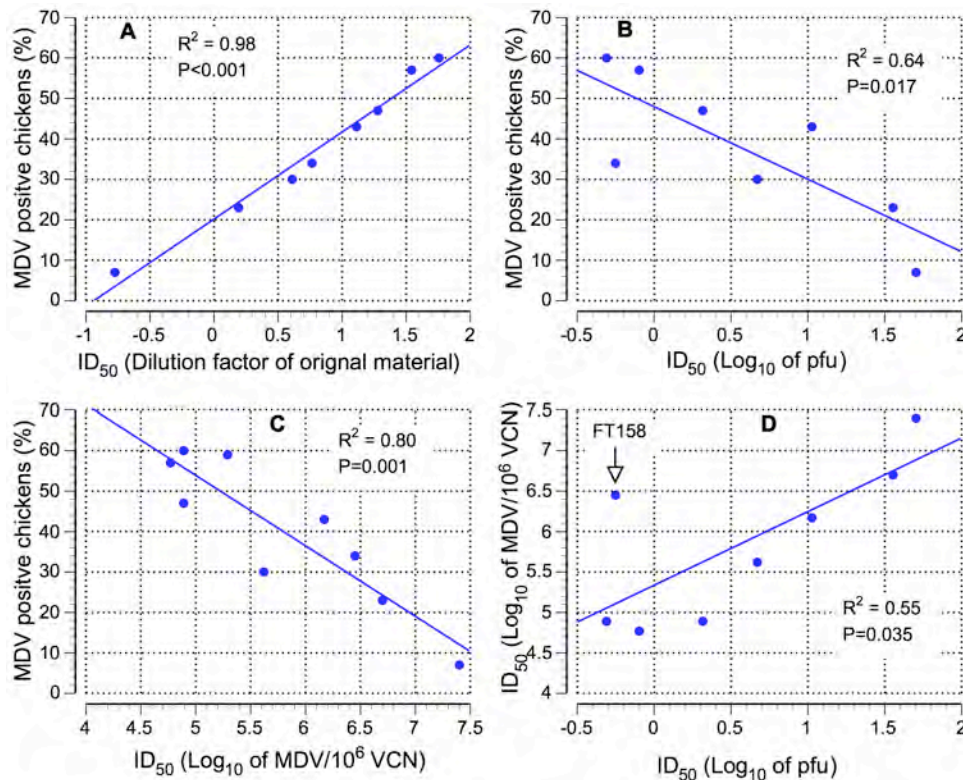 A
R² = 0.98
P<0.001
MDV positve chickens (%)
70
60
50
40
30
20
10
0
-1 -0.5 0 0.5 1 1.5 2
ID₅₀ (Dilution factor of orignal material)
B
R² = 0.64
P=0.017
MDV positve chickens (%)
70
60
50
40
30
20
10
0
-0.5 0 0.5 1 1.5 2
ID₅₀ (Log₁₀ of pfu)
C
R² = 0.80
P=0.001
MDV positve chickens (%)
70
60
50
40
30
20
10
0
4 4.5 5 5.5 6 6.5 7 7.5
ID₅₀ (Log₁₀ of MDV/10⁶ VCN)
D
FT158
R² = 0.55
P=0.035
ID₅₀ (Log₁₀ of MDV/10⁶ VCN)
7.5
7
6.5
6
5.5
5
4.5
4
-0.5 0 0.5 1 1.5 2
ID₅₀ (Log₁₀ of pfu)